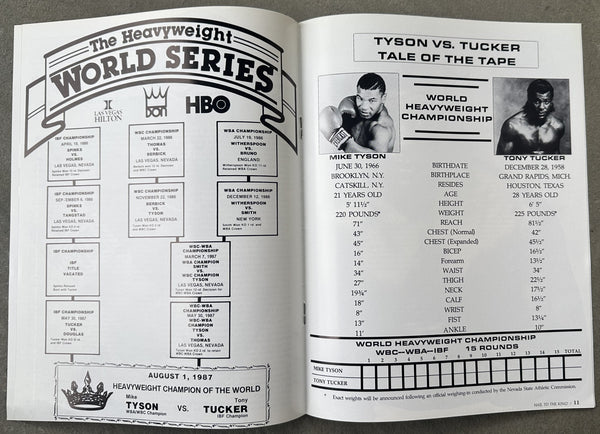 The Heavyweight
WORLD SERIES
LAS VEGAS
HILTON
don
HBO
IBF CHAMPIONSHIP
APRIL 19, 1986
SPINKS
VS.
HOLMES
LAS VEGAS, NEVADA
WBC CHAMPIONSHIP
MARCH 22, 1986
THOMAS
VS.
BERBICK
LAS VEGAS, NEVADA
WBA CHAMPIONSHIP
JULY 19, 1986
WITHERSPOON
VS.
BRUNO
ENGLAND
IBF CHAMPIONSHIP
SEPTEMBER 6, 1986
SPINKS
VS.
TANGSTAD
LAS VEGAS, NEVADA
WBC CHAMPIONSHIP
NOVEMBER 22, 1986
BERBICK
VS.
TYSON
LAS VEGAS, NEVADA
WBA CHAMPIONSHIP
DECEMBER 12, 1986
WITHERSPOON
VS.
SMITH
NEW YORK
IBF
TITLE
VACATED
WBC-WBA
CHAMPIONSHIP
MARCH 7, 1987
WBA CHAMPION
SMITH
VS.
WBC CHAMPION
TYSON
LAS VEGAS, NEVADA
IBF CHAMPIONSHIP
MAY 30, 1987
TUCKER
VS.
DOUGLAS
WBC-WBA
CHAMPIONSHIP
MAY 30, 1987
WBC-WBA
CHAMPION
TYSON
VS.
THOMAS
LAS VEGAS, NEVADA
AUGUST 1, 1987
HEAVYWEIGHT CHAMPION OF THE WORLD
Mike
TYSON
WBA/WBC Champion
VS.
Tony
TUCKER
IBF Champion
TYSON VS. TUCKER
TALE OF THE TAPE
WORLD
HEAVYWEIGHT
CHAMPIONSHIP
MIKE TYSON
TONY TUCKER
JUNE 30, 1966 BIRTHDATE DECEMBER 28, 1958
BROOKLYN, N.Y. BIRTHPLACE GRAND RAPIDS, MICH.
CATSKILL, N.Y. RESIDES HOUSTON, TEXAS
21 YEARS OLD AGE 28 YEARS OLD
5' 11½" HEIGHT 6' 5"
220 POUNDS* WEIGHT 225 POUNDS*
71" REACH 81½"
43" CHEST (Normal) 42"
45" CHEST (Expanded) 45½"
16" BICEP 16½"
14" Forearm 13½"
34" WAIST 34"
27" THIGH 22½"
19¾" NECK 17½"
18" CALF 16½"
8" WRIST 8"
13" FIST 13¼"
11' ANKLE 10"
WORLD HEAVYWEIGHT CHAMPIONSHIP
WBC—WBA—IBF 15 ROUNDS
1 2 3 4 5 6 7 8 9 10 11 12 13 14 15 TOTAL
MIKE TYSON
TONY TUCKER
* Exact weights will be announced following an official weighing-in conducted by the Nevada State Athletic Commission.
HAIL TO THE KING! / 11